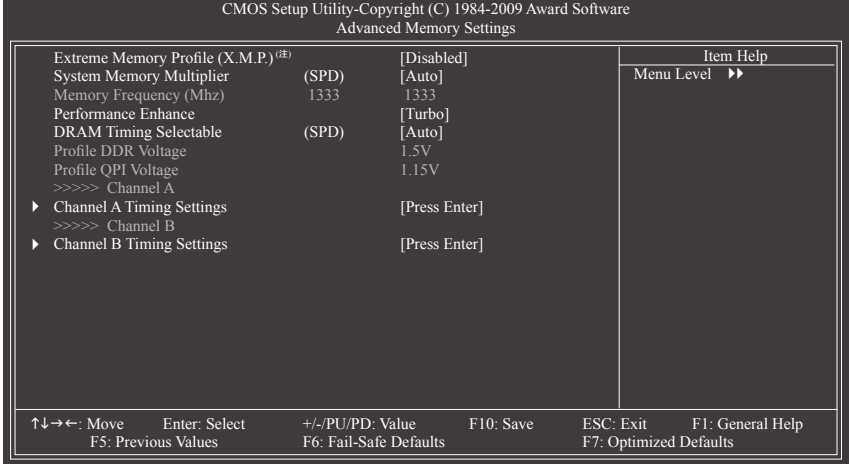 CMOS Setup Utility-Copyright (C) 1984-2009 Award Software
Advanced Memory Settings
Extreme Memory Profile (X.M.P.) (注) [Disabled]
System Memory Multiplier (SPD) [Auto]
Memory Frequency (Mhz) 1333 1333
Performance Enhance [Turbo]
DRAM Timing Selectable (SPD) [Auto]
Profile DDR Voltage 1.5V
Profile QPI Voltage 1.15V
>>>>> Channel A
Channel A Timing Settings [Press Enter]
>>>>> Channel B
Channel B Timing Settings [Press Enter]
Item Help
Menu Level
↑↓→←: Move Enter: Select +/-/PU/PD: Value F10: Save ESC: Exit F1: General Help
F5: Previous Values F6: Fail-Safe Defaults F7: Optimized Defaults